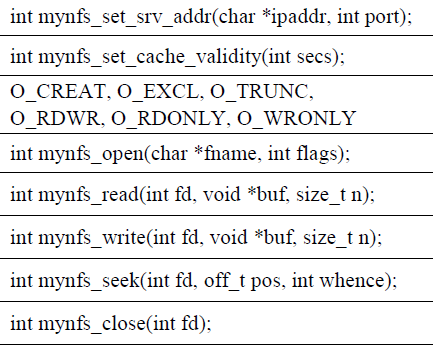 int mynfs_set_srv_addr(char *ipaddr, int port);
int mynfs_set_cache_validity(int secs);
O_CREAT, O_EXCL, O_TRUNC,
O_RDWR, O_RDONLY, O_WRONLY
int mynfs_open(char *fname, int flags);
int mynfs_read(int fd, void *buf, size_t n);
int mynfs_write(int fd, void *buf, size_t n);
int mynfs_seek(int fd, off_t pos, int whence);
int mynfs_close(int fd);